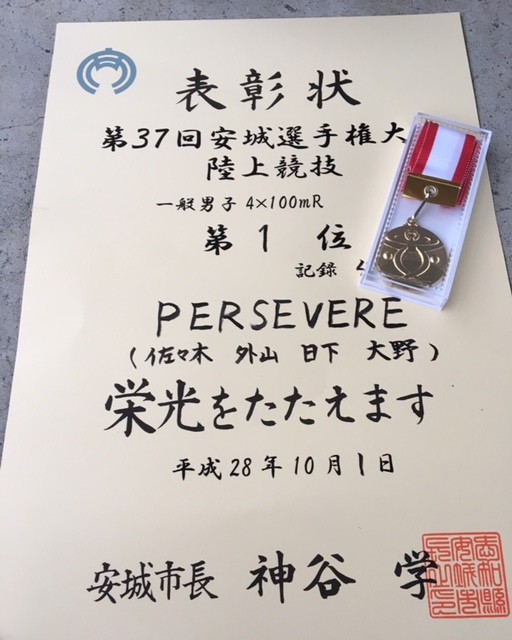 表彰状
第37回安城選手権大
陸上競技
一般男子 4×100mR
第 1 位
記録
PERSEVERE
(佐々木 外山 日下 大野)
栄光をたたえます
平成28年10月1日
安城市長 神谷 学